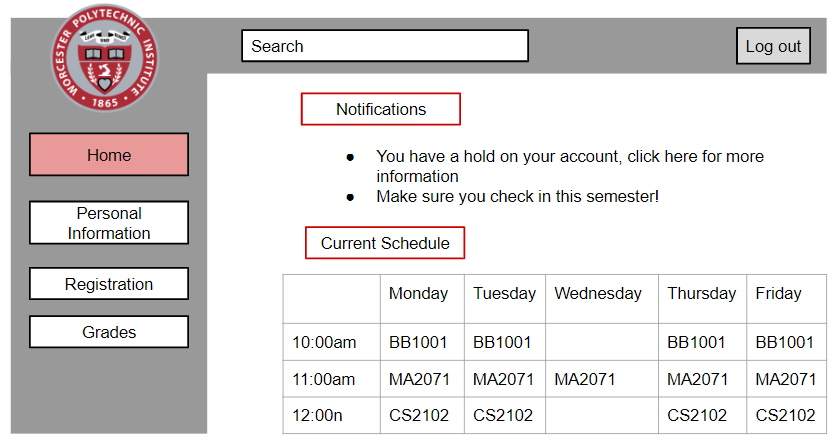 WORCESTER POLYTECHNIC INSTITUTE
1865
Search
Log out
Home
Personal
Information
Registration
Grades
Notifications
● You have a hold on your account, click here for more
information
● Make sure you check in this semester!
Current Schedule
Monday Tuesday Wednesday Thursday Friday
10:00am BB1001 BB1001 BB1001 BB1001
11:00am MA2071 MA2071 MA2071 MA2071 MA2071
12:00n CS2102 CS2102 CS2102 CS2102